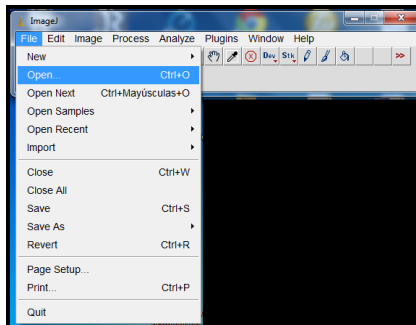 ImageJ
File Edit Image Process Analyze Plugins Window Help
New
Dev Stk >>
Open... Ctrl+O
Open Next Ctrl+Mayúsculas+O
Open Samples
Open Recent
Import
Close Ctrl+W
Close All
Save Ctrl+S
Save As
Revert Ctrl+R
Page Setup...
Print... Ctrl+P
Quit